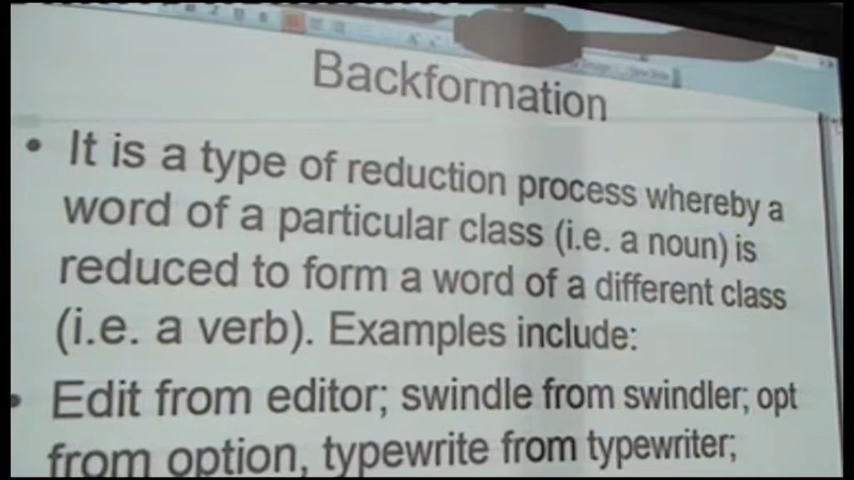 Backformation
• It is a type of reduction process whereby a
word of a particular class (i.e. a noun) is
reduced to form a word of a different class
(i.e. a verb). Examples include:
• Edit from editor; swindle from swindler; opt
from option, typewrite from typewriter;